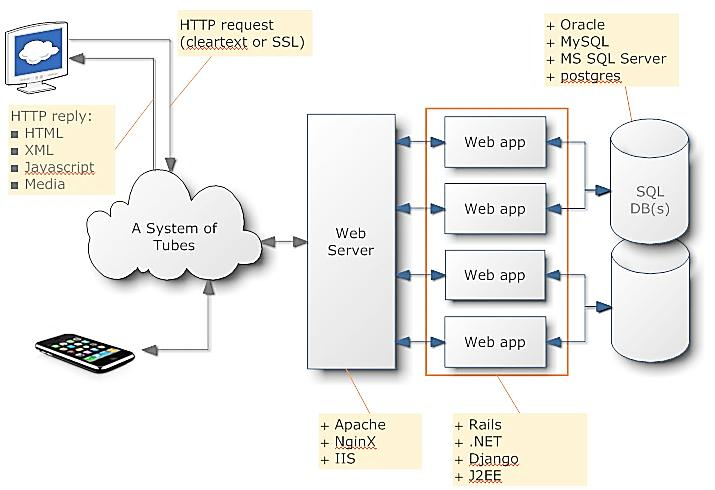 HTTP request
(cleartext or SSL)
+ Oracle
+ MySQL
+ MS SQL Server
+ postgres
HTTP reply:
■ HTML
■ XML
■ Javascript
■ Media
A System of
Tubes
Web
Server
Web app
Web app
Web app
Web app
SQL
DB(s)
+ Apache
+ NginX
+ IIS
+ Rails
+ .NET
+ Django
+ J2EE